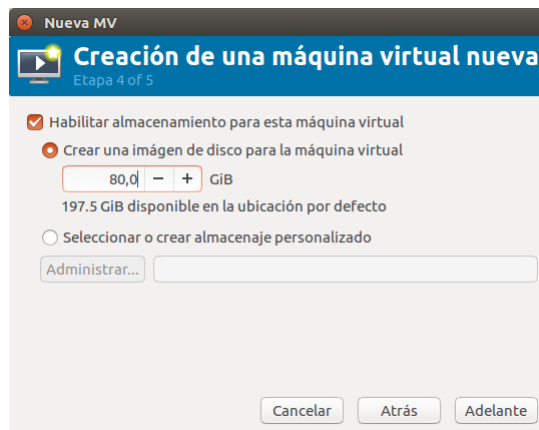 Nueva MV
Creación de una máquina virtual nueva
Etapa 4 of 5
Habilitar almacenamiento para esta máquina virtual
Crear una imágen de disco para la máquina virtual
80,0 − + GiB
197.5 GiB disponible en la ubicación por defecto
Seleccionar o crear almacenaje personalizado
Administrar...
Cancelar Atrás Adelante